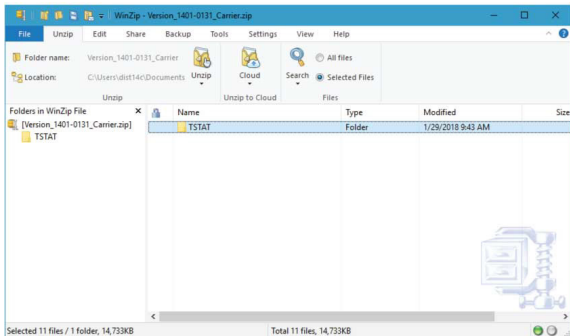 WinZip - Version_1401-0131_Carrier.zip
File Unzip Edit Share Backup Tools Settings View Help
Folder name: Version_1401-0131_Carrier
Location: C:\Users\dist14c\Documents
Unzip Cloud Search
All files
Selected Files
Unzip Unzip to Cloud Files
Folders in WinZip File
[Version_1401-0131_Carrier.zip]
TSTAT
Name Type Modified Size
TSTAT Folder 1/29/2018 9:43 AM
Selected 11 files / 1 folder, 14,733KB Total 11 files, 14,733KB